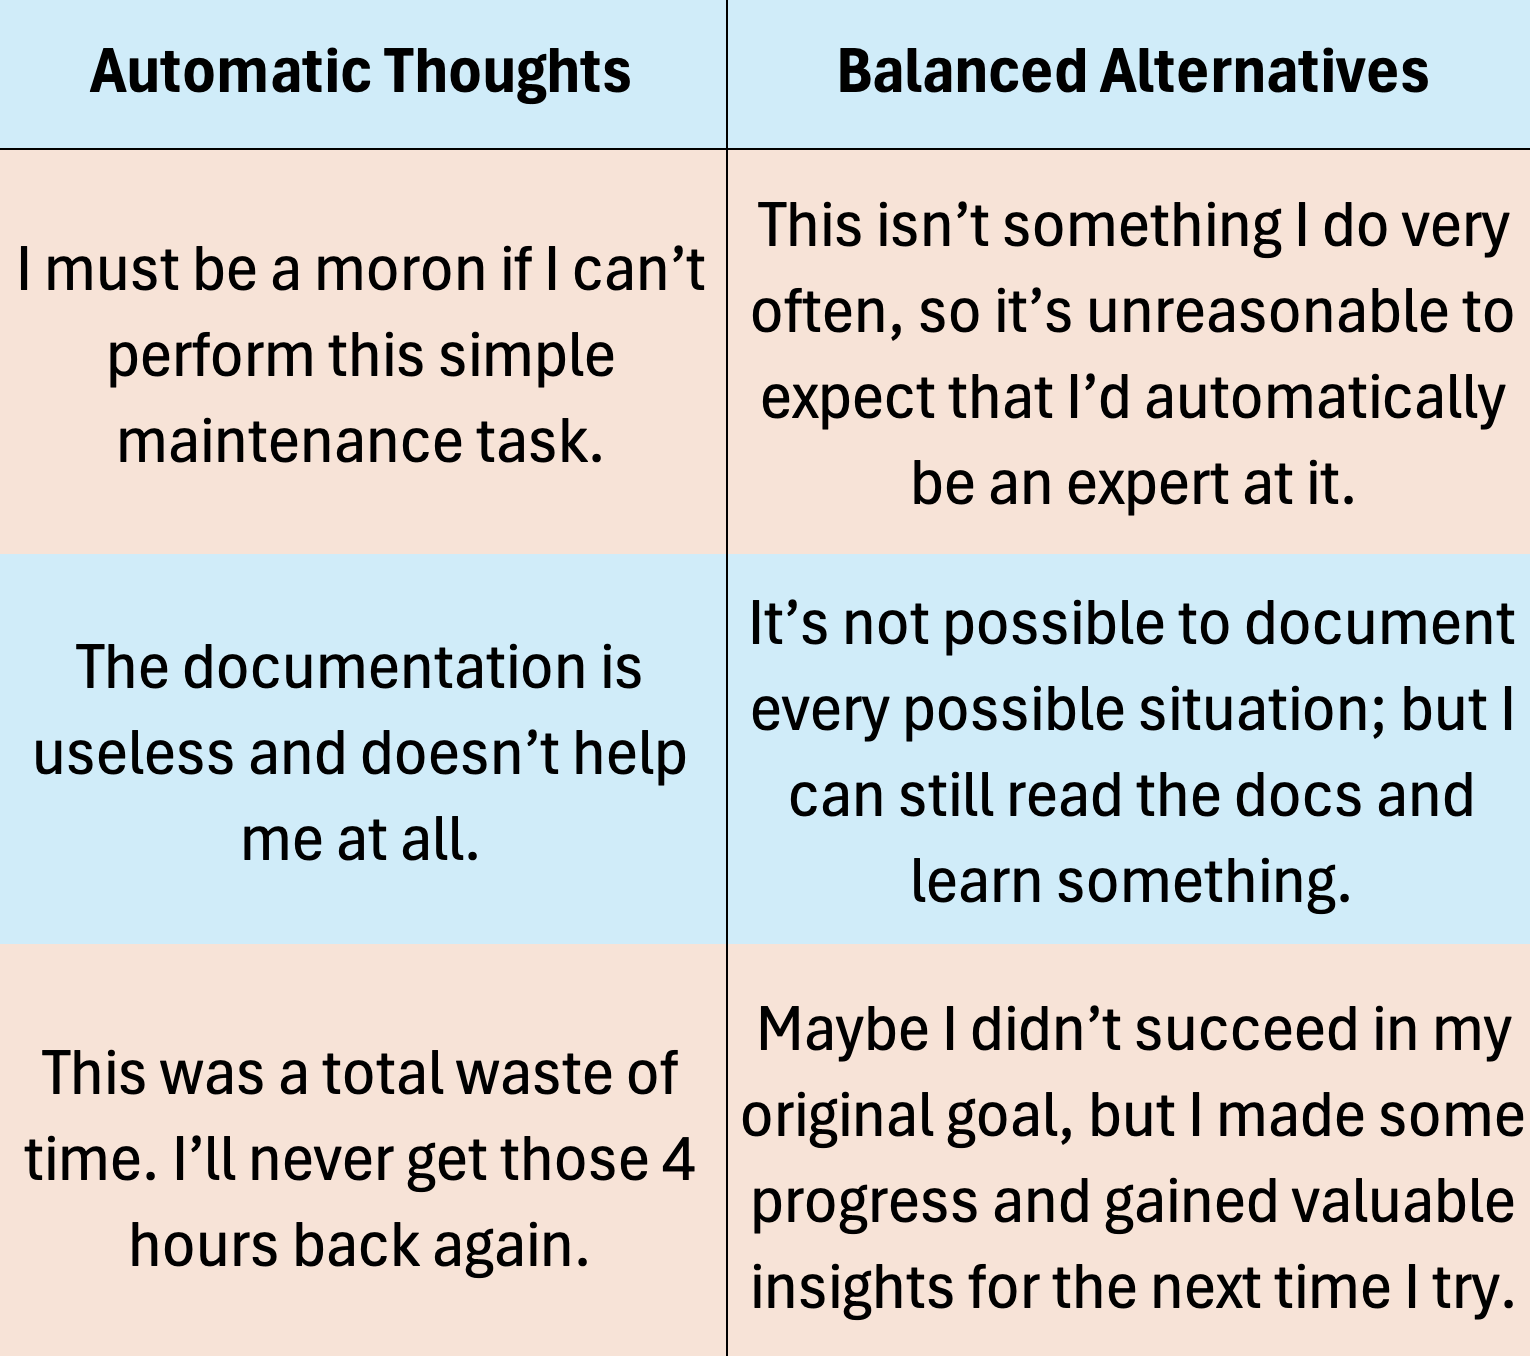 Automatic Thoughts
Balanced Alternatives
I must be a moron if I can’t
perform this simple
maintenance task.
This isn’t something I do very
often, so it’s unreasonable to
expect that I’d automatically
be an expert at it.
The documentation is
useless and doesn’t help
me at all.
It’s not possible to document
every possible situation; but I
can still read the docs and
learn something.
This was a total waste of
time. I’ll never get those 4
hours back again.
Maybe I didn’t succeed in my
original goal, but I made some
progress and gained valuable
insights for the next time I try.